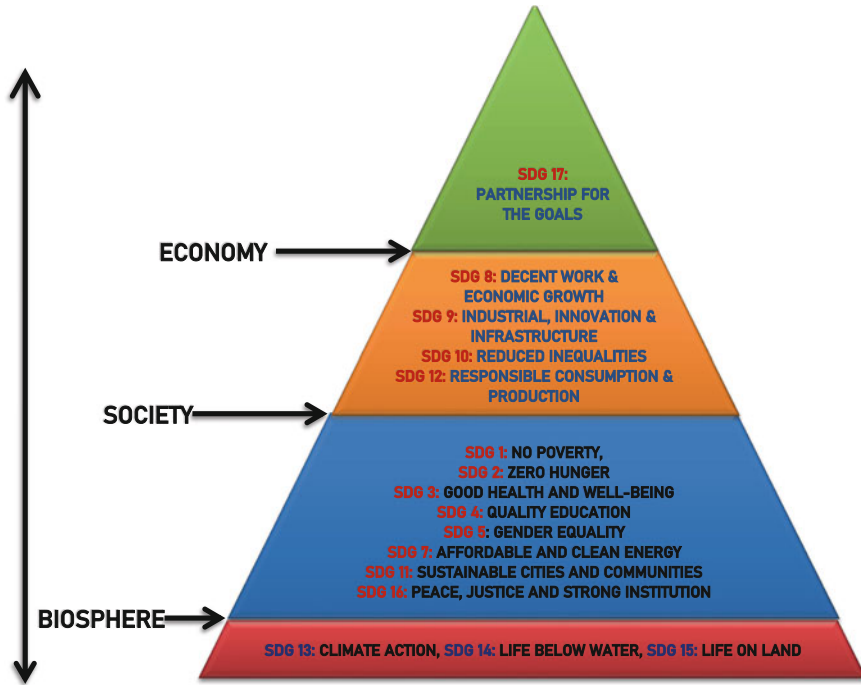 SDG 17:
PARTNERSHIP FOR
THE GOALS
ECONOMY
SDG 8: DECENT WORK &
ECONOMIC GROWTH
SDG 9: INDUSTRIAL, INNOVATION &
INFRASTRUCTURE
SDG 10: REDUCED INEQUALITIES
SDG 12: RESPONSIBLE CONSUMPTION &
PRODUCTION
SOCIETY
SDG 1: NO POVERTY,
SDG 2: ZERO HUNGER
SDG 3: GOOD HEALTH AND WELL-BEING
SDG 4: QUALITY EDUCATION
SDG 5: GENDER EQUALITY
SDG 7: AFFORDABLE AND CLEAN ENERGY
SDG 11: SUSTAINABLE CITIES AND COMMUNITIES
SDG 16: PEACE, JUSTICE AND STRONG INSTITUTION
BIOSPHERE
SDG 13: CLIMATE ACTION, SDG 14: LIFE BELOW WATER, SDG 15: LIFE ON LAND